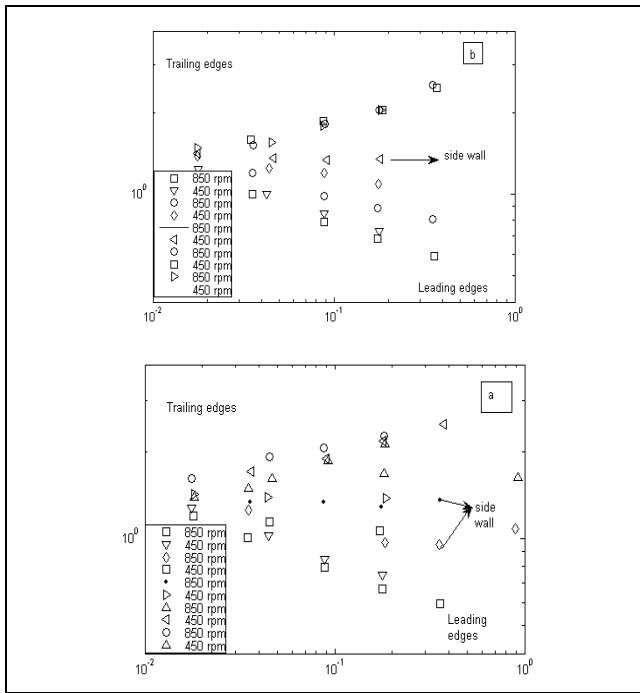 b
Trailing edges
side wall
10^0
850 rpm
450 rpm
850 rpm
450 rpm
850 rpm
450 rpm
850 rpm
450 rpm
850 rpm
450 rpm
Leading edges
10^-2
10^-1
10^0
a
Trailing edges
side
wall
10^0
850 rpm
450 rpm
850 rpm
450 rpm
850 rpm
450 rpm
850 rpm
450 rpm
850 rpm
450 rpm
Leading
edges
10^-2
10^-1
10^0